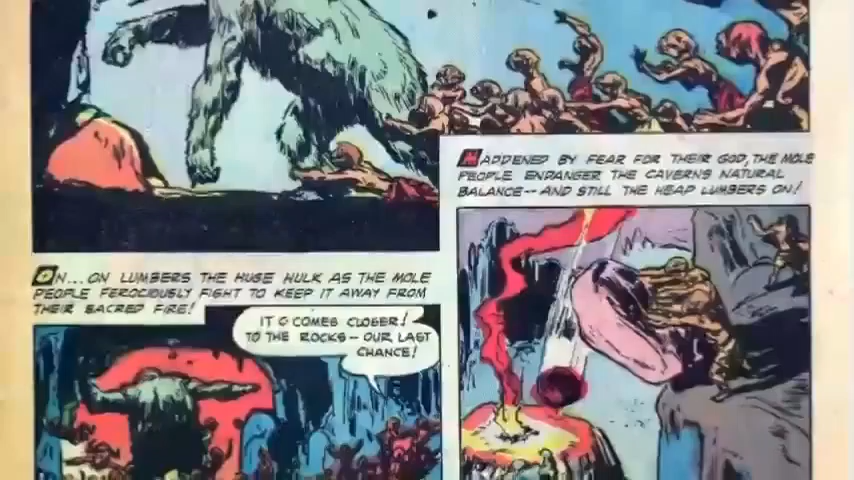 MADDENED BY FEAR FOR THEIR GOD, THE MOLE
PEOPLE ENDANGER THE CAVERN'S NATURAL
BALANCE--AND STILL THE HEAP LUMBERS ON!
ON...ON LUMBERS THE HUGE HULK AS THE MOLE
PEOPLE FEROCIOUSLY FIGHT TO KEEP IT AWAY FROM
THEIR SACRED FIRE!
IT COMES CLOSER!
TO THE ROCKS--OUR LAST
CHANCE!